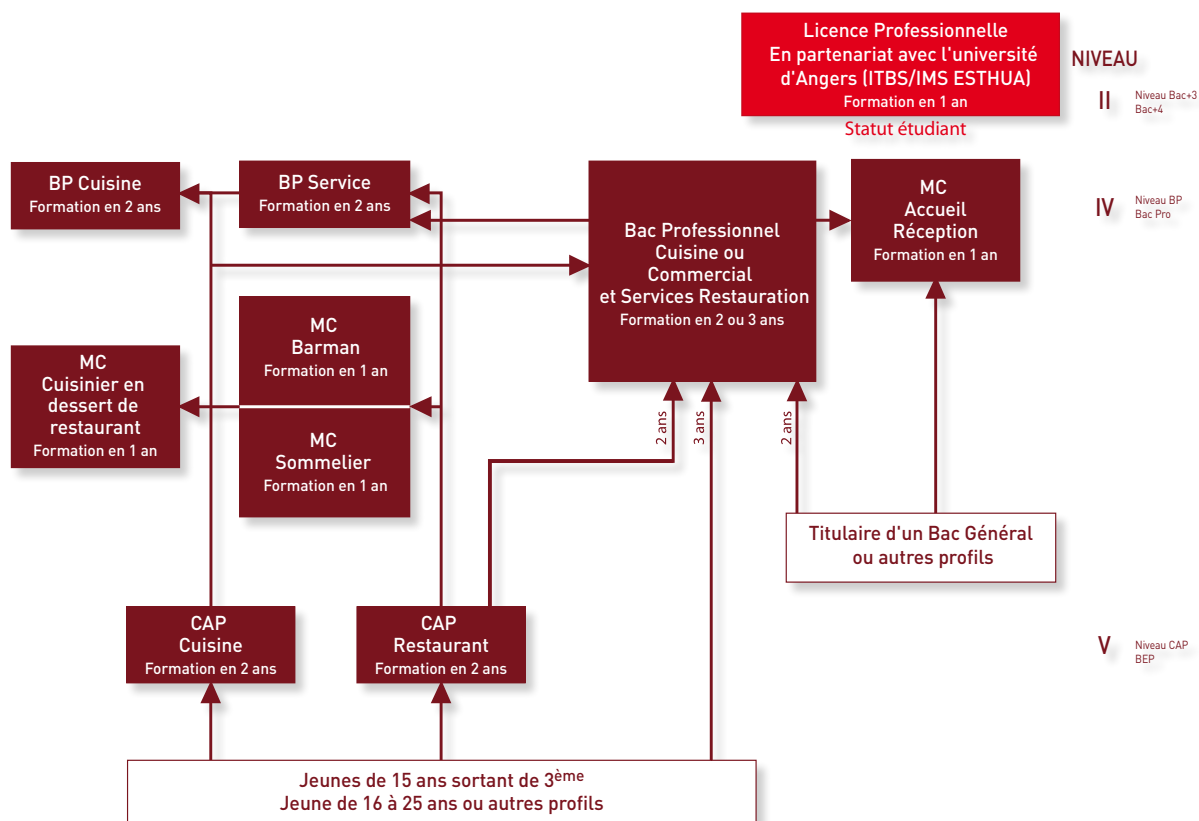 Licence Professionnelle
En partenariat avec l'université
d'Angers (ITBS/IMS ESTHUA)
Formation en 1 an
Statut étudiant
NIVEAU
II
Niveau Bac+3
Bac+4
BP Cuisine
Formation en 2 ans
BP Service
Formation en 2 ans
Bac Professionnel
Cuisine ou
Commercial
et Services Restauration
Formation en 2 ou 3 ans
MC
Accueil
Réception
Formation en 1 an
IV
Niveau BP
Bac Pro
MC
Cuisinier en
dessert de
restaurant
Formation en 1 an
MC
Barman
Formation en 1 an
MC
Sommelier
Formation en 1 an
2 ans
3 ans
2 ans
Titulaire d'un Bac Général
ou autres profils
CAP
Cuisine
Formation en 2 ans
CAP
Restaurant
Formation en 2 ans
V
Niveau CAP
BEP
Jeunes de 15 ans sortant de 3ème
Jeune de 16 à 25 ans ou autres profils